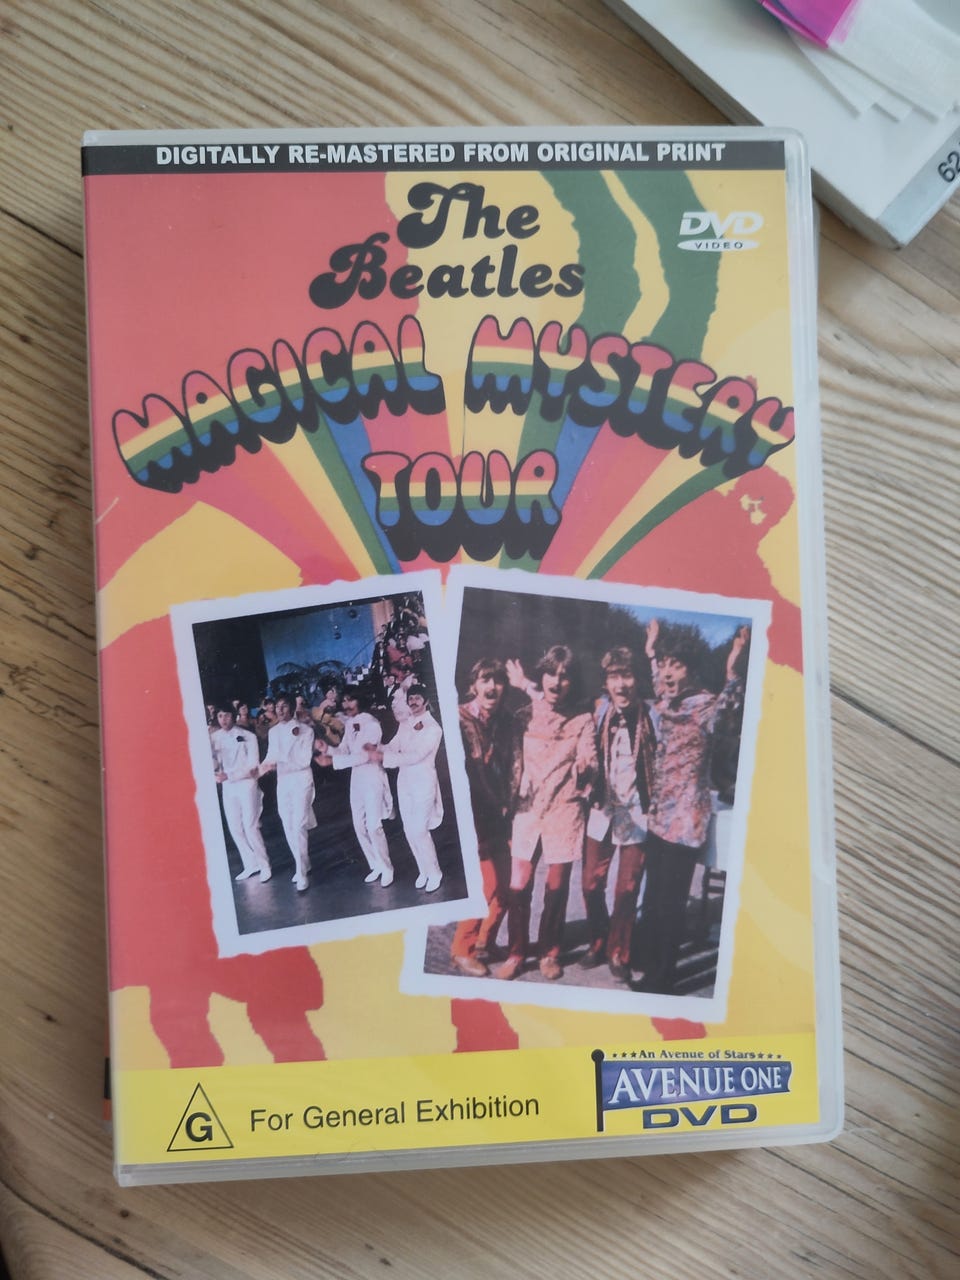 DIGITALLY RE-MASTERED FROM ORIGINAL PRINT
The
Beatles
DVD
VIDEO
MAGICAL MYSTERY
TOUR
G
For General Exhibition
★★★An Avenue of Stars★★★
AVENUE ONE
DVD